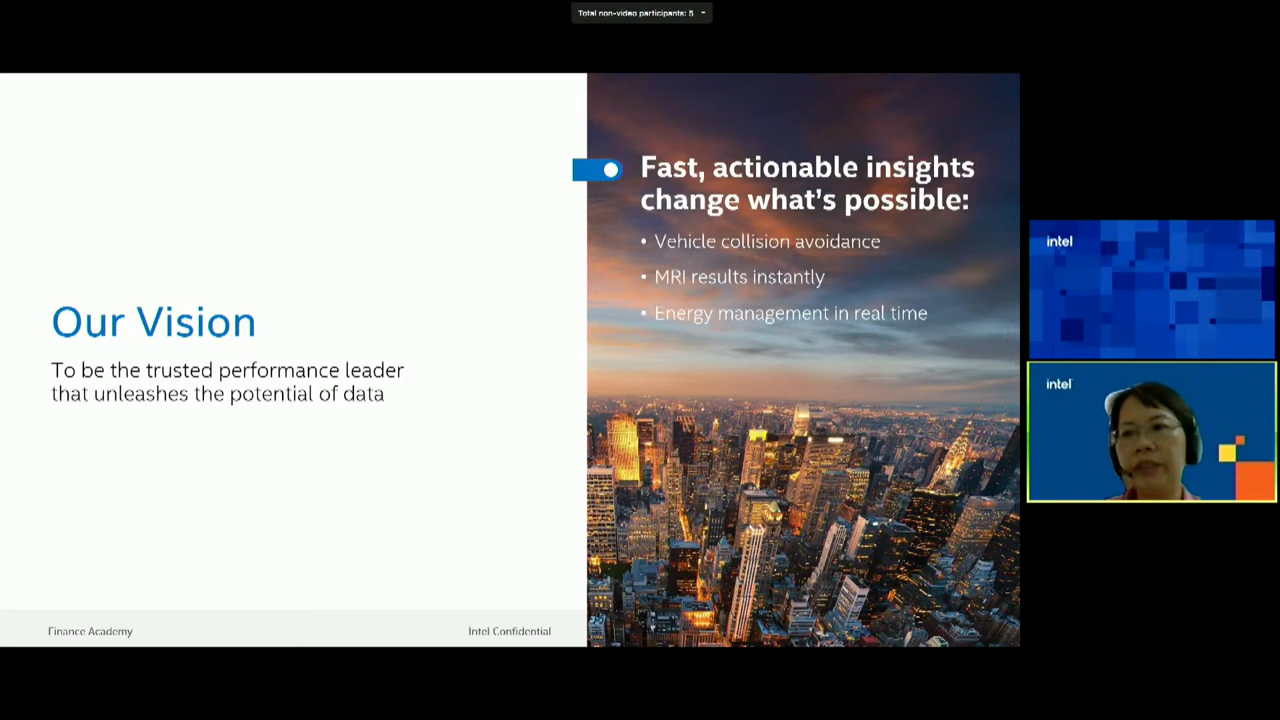 Total non-video participants: 5
Fast, actionable insights
change what's possible:
• Vehicle collision avoidance
• MRI results instantly
• Energy management in real time
Our Vision
To be the trusted performance leader
that unleashes the potential of data
Finance Academy
Intel Confidential
intel
intel